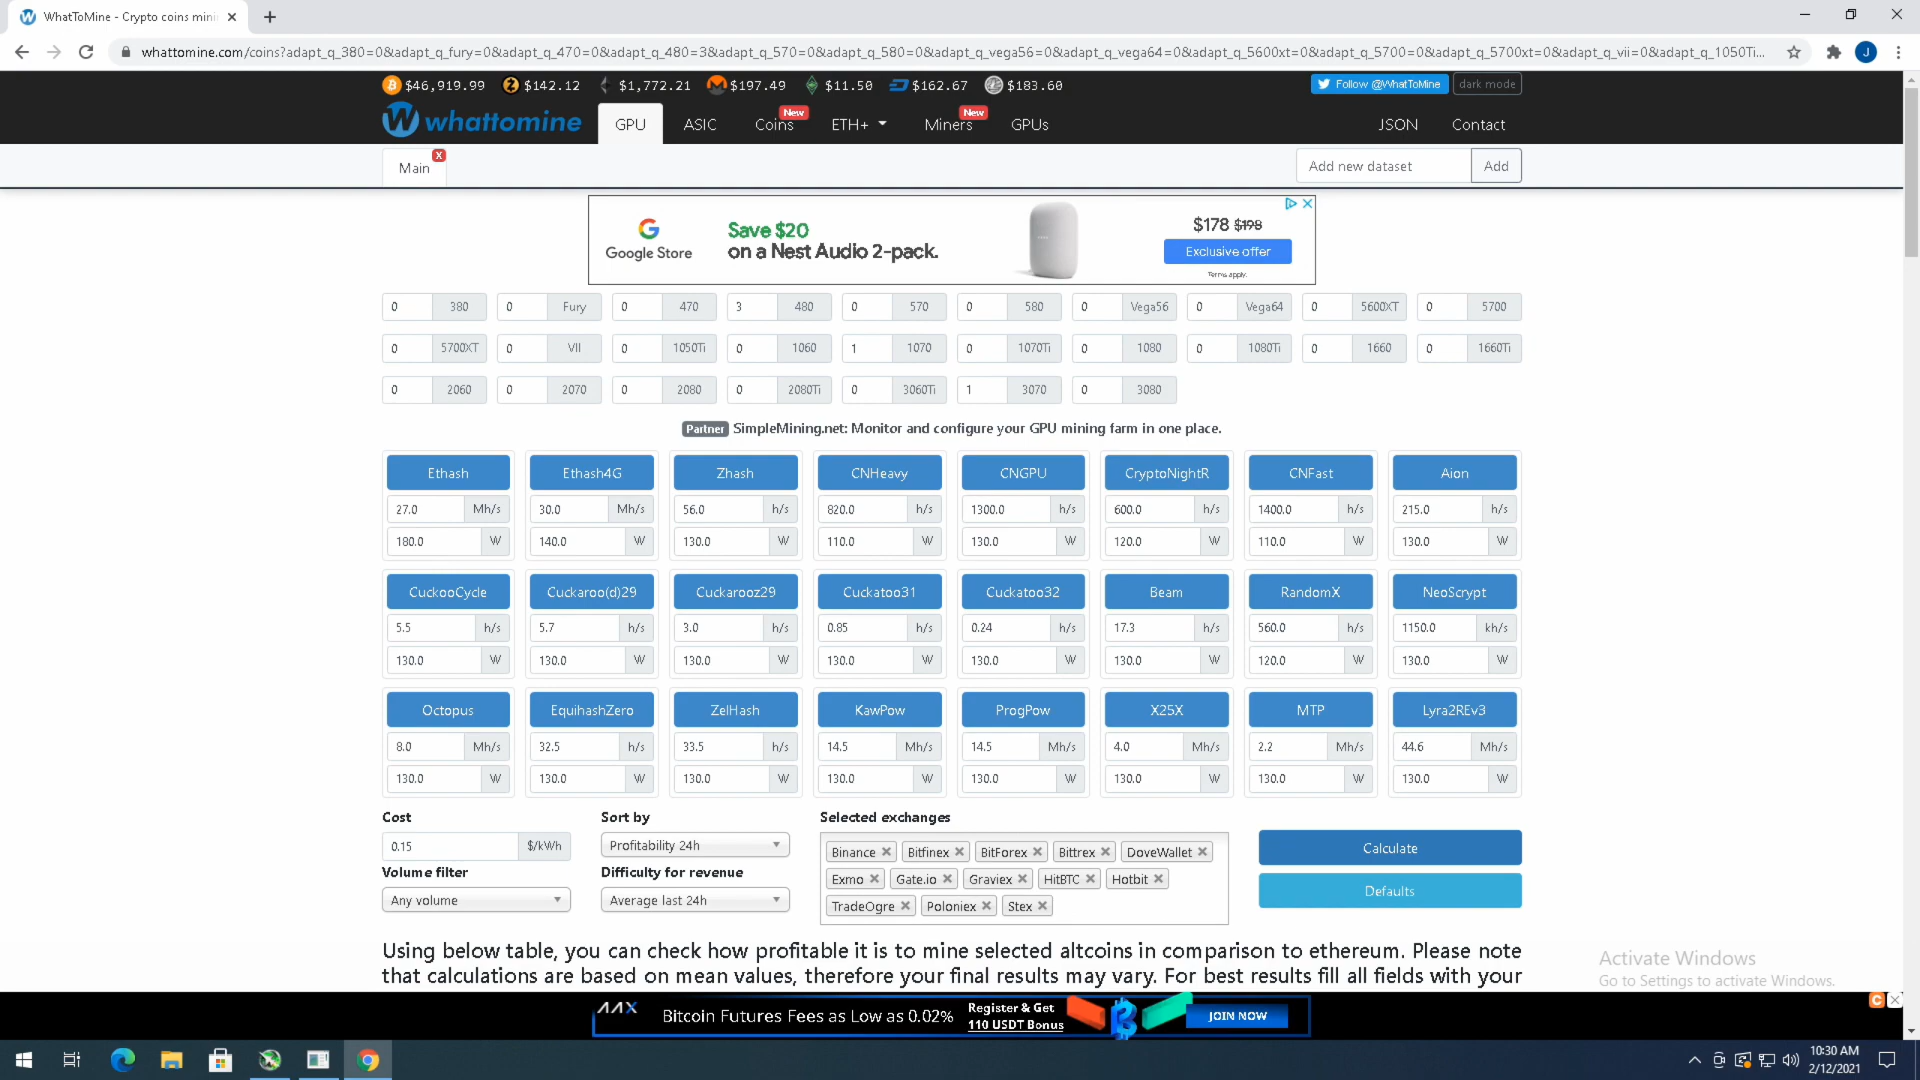 WhatToMine - Crypto coins mini
whattomine.com/coins?adapt_q_380=0&adapt_q_fury=0&adapt_q_470=0&adapt_q_480=3&adapt_q_570=0&adapt_q_580=0&adapt_q_vega56=0&adapt_q_vega64=0&adapt_q_5600xt=0&adapt_q_5700=0&adapt_q_5700xt=0&adapt_q_vii=0&adapt_q_1050Ti...
J
$46,919.99 $142.12 $1,772.21 $197.49 $11.50 $162.67 $183.60 Follow @WhatToMine dark mode
whattomine GPU ASIC Coins New ETH+ Miners New GPUs JSON Contact
Main x Add new dataset Add
Google Store
Save $20
on a Nest Audio 2-pack.
$178 $198
Exclusive offer
Terms apply.
0 380 0 Fury 0 470 3 480 0 570 0 580 0 Vega56 0 Vega64 0 5600XT 0 5700
0 5700XT 0 VII 0 1050Ti 0 1060 1 1070 0 1070Ti 0 1080 0 1080Ti 0 1660 0 1660Ti
0 2060 0 2070 0 2080 0 2080Ti 0 3060Ti 1 3070 0 3080
Partner SimpleMining.net: Monitor and configure your GPU mining farm in one place.
Ethash Ethash4G Zhash CNHeavy CNGPU CryptoNightR CNFast Aion
27.0 Mh/s 30.0 Mh/s 56.0 h/s 820.0 h/s 1300.0 h/s 600.0 h/s 1400.0 h/s 215.0 h/s
180.0 W 140.0 W 130.0 W 110.0 W 130.0 W 120.0 W 110.0 W 130.0 W
CuckooCycle Cuckaroo(d)29 Cuckarooz29 Cuckatoo31 Cuckatoo32 Beam RandomX NeoScrypt
5.5 h/s 5.7 h/s 3.0 h/s 0.85 h/s 0.24 h/s 17.3 h/s 560.0 h/s 1150.0 kh/s
130.0 W 130.0 W 130.0 W 130.0 W 130.0 W 130.0 W 120.0 W 130.0 W
Octopus EquihashZero ZelHash KawPow ProgPow X25X MTP Lyra2REv3
8.0 Mh/s 32.5 h/s 33.5 h/s 14.5 Mh/s 14.5 Mh/s 4.0 Mh/s 2.2 Mh/s 44.6 Mh/s
130.0 W 130.0 W 130.0 W 130.0 W 130.0 W 130.0 W 130.0 W 130.0 W
Cost Sort by Selected exchanges
0.15 $/kWh Profitability 24h Binance Bitfinex BitForex Bittrex DoveWallet Calculate
Volume filter Difficulty for revenue Exmo Gate.io Graviex HitBTC Hotbit Defaults
Any volume Average last 24h TradeOgre Poloniex Stex
Using below table, you can check how profitable it is to mine selected altcoins in comparison to ethereum. Please note
that calculations are based on mean values, therefore your final results may vary. For best results fill all fields with your
Activate Windows
Go to Settings to activate Windows.
AAX Bitcoin Futures Fees as Low as 0.02% Register & Get
110 USDT Bonus
JOIN NOW
10:30 AM
2/12/2021